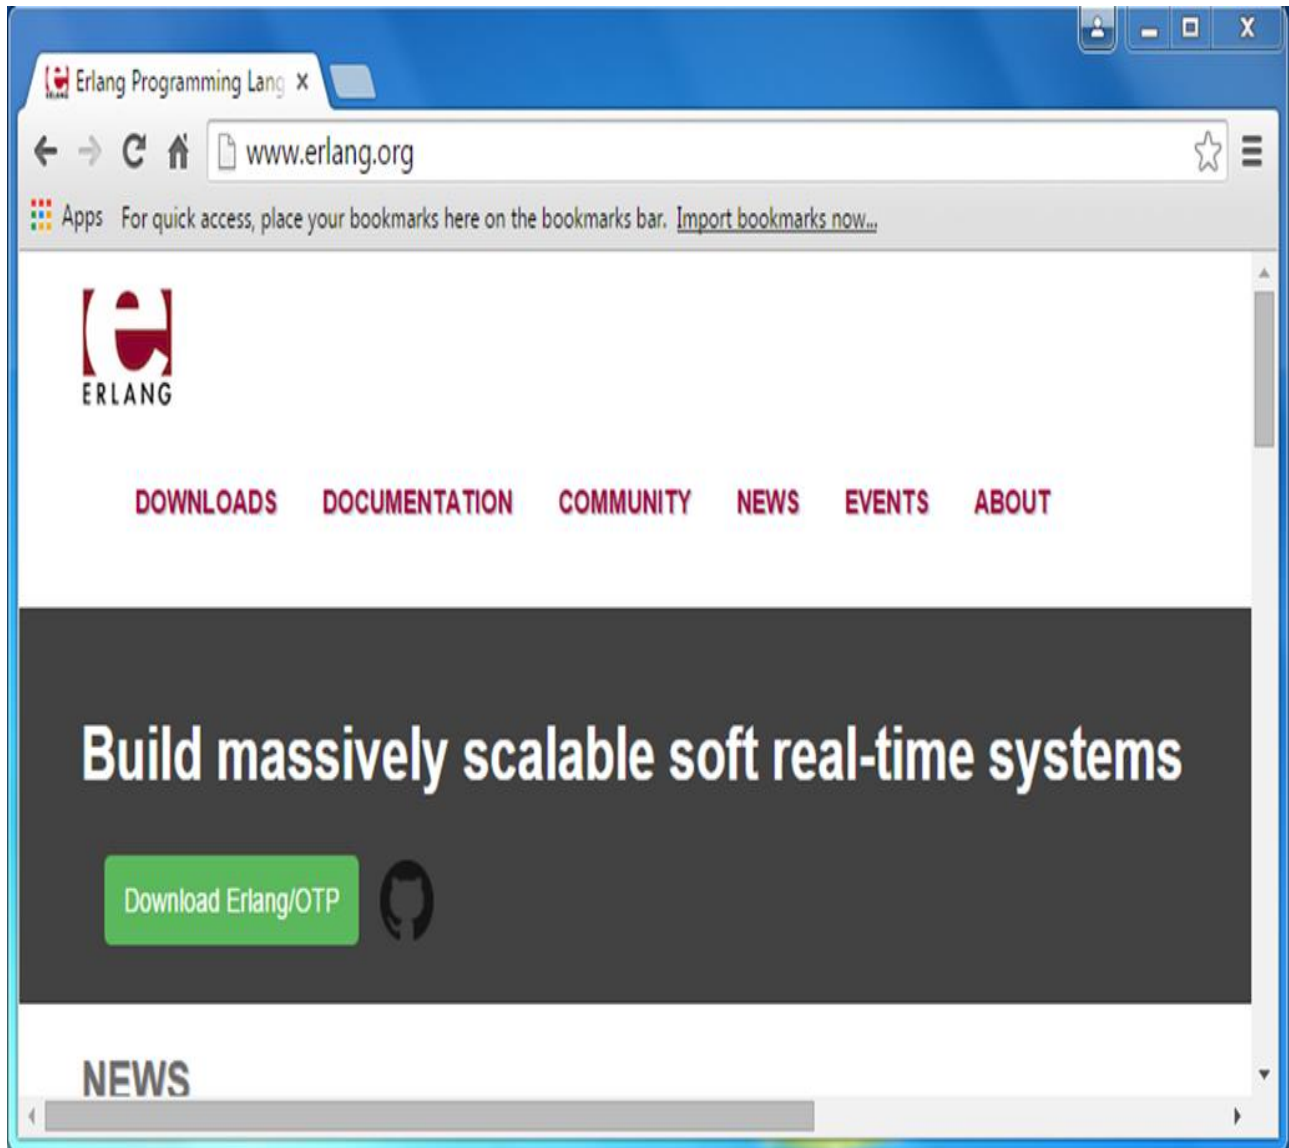 Erlang Programming Lang
www.erlang.org
Apps For quick access, place your bookmarks here on the bookmarks bar. Import bookmarks now...
e
ERLANG
DOWNLOADS DOCUMENTATION COMMUNITY NEWS EVENTS ABOUT
Build massively scalable soft real-time systems
Download Erlang/OTP
NEWS